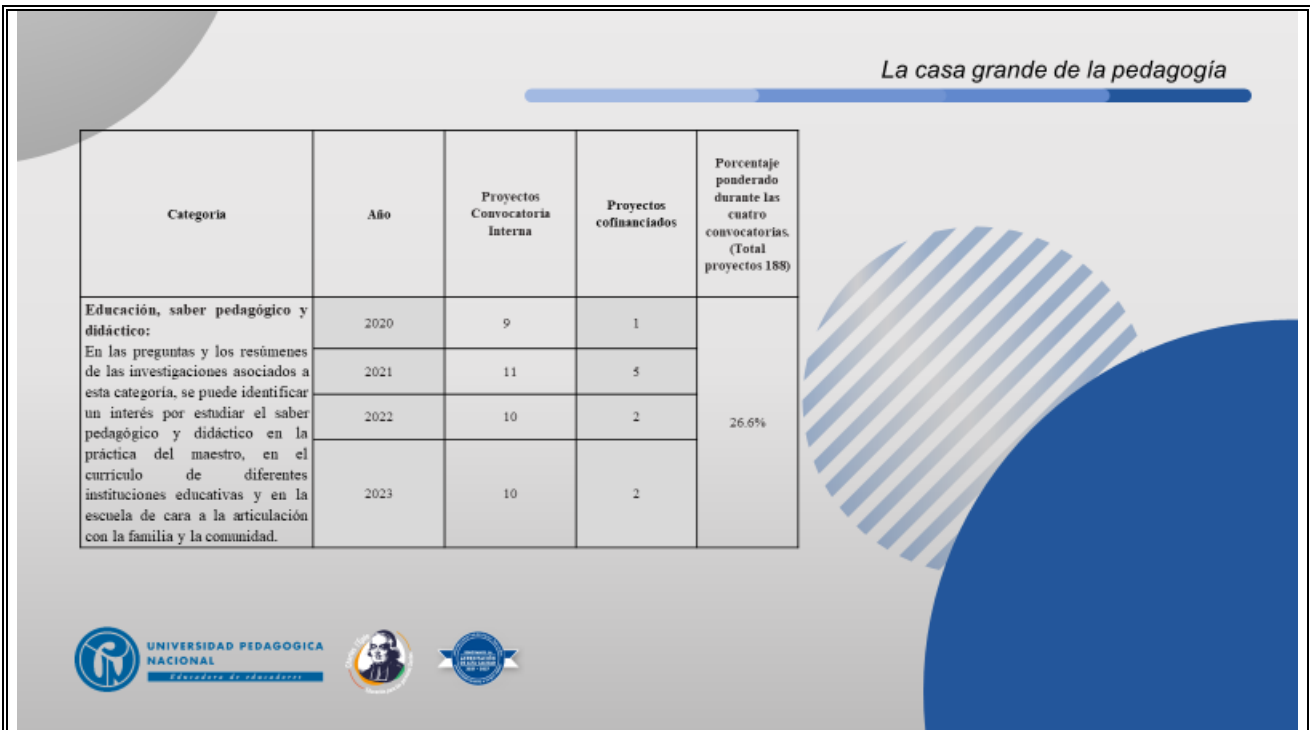 La casa grande de la pedagogía
Categoría
Año
Proyectos
Convocatoria
Interna
Proyectos
cofinanciados
Porcentaje
ponderado
durante las
cuatro
convocatorias.
(Total
proyectos 188)
Educación, saber pedagógico y
didáctico:
En las preguntas y los resúmenes
de las investigaciones asociados a
esta categoría, se puede identificar
un interés por estudiar el saber
pedagógico y didáctico en la
práctica del maestro, en el
currículo de diferentes
instituciones educativas y en la
escuela de cara a la articulación
con la familia y la comunidad.
2020
9
1
2021
11
5
2022
10
2
2023
10
2
26.6%
UNIVERSIDAD PEDAGOGICA
NACIONAL
Educadora de educadores